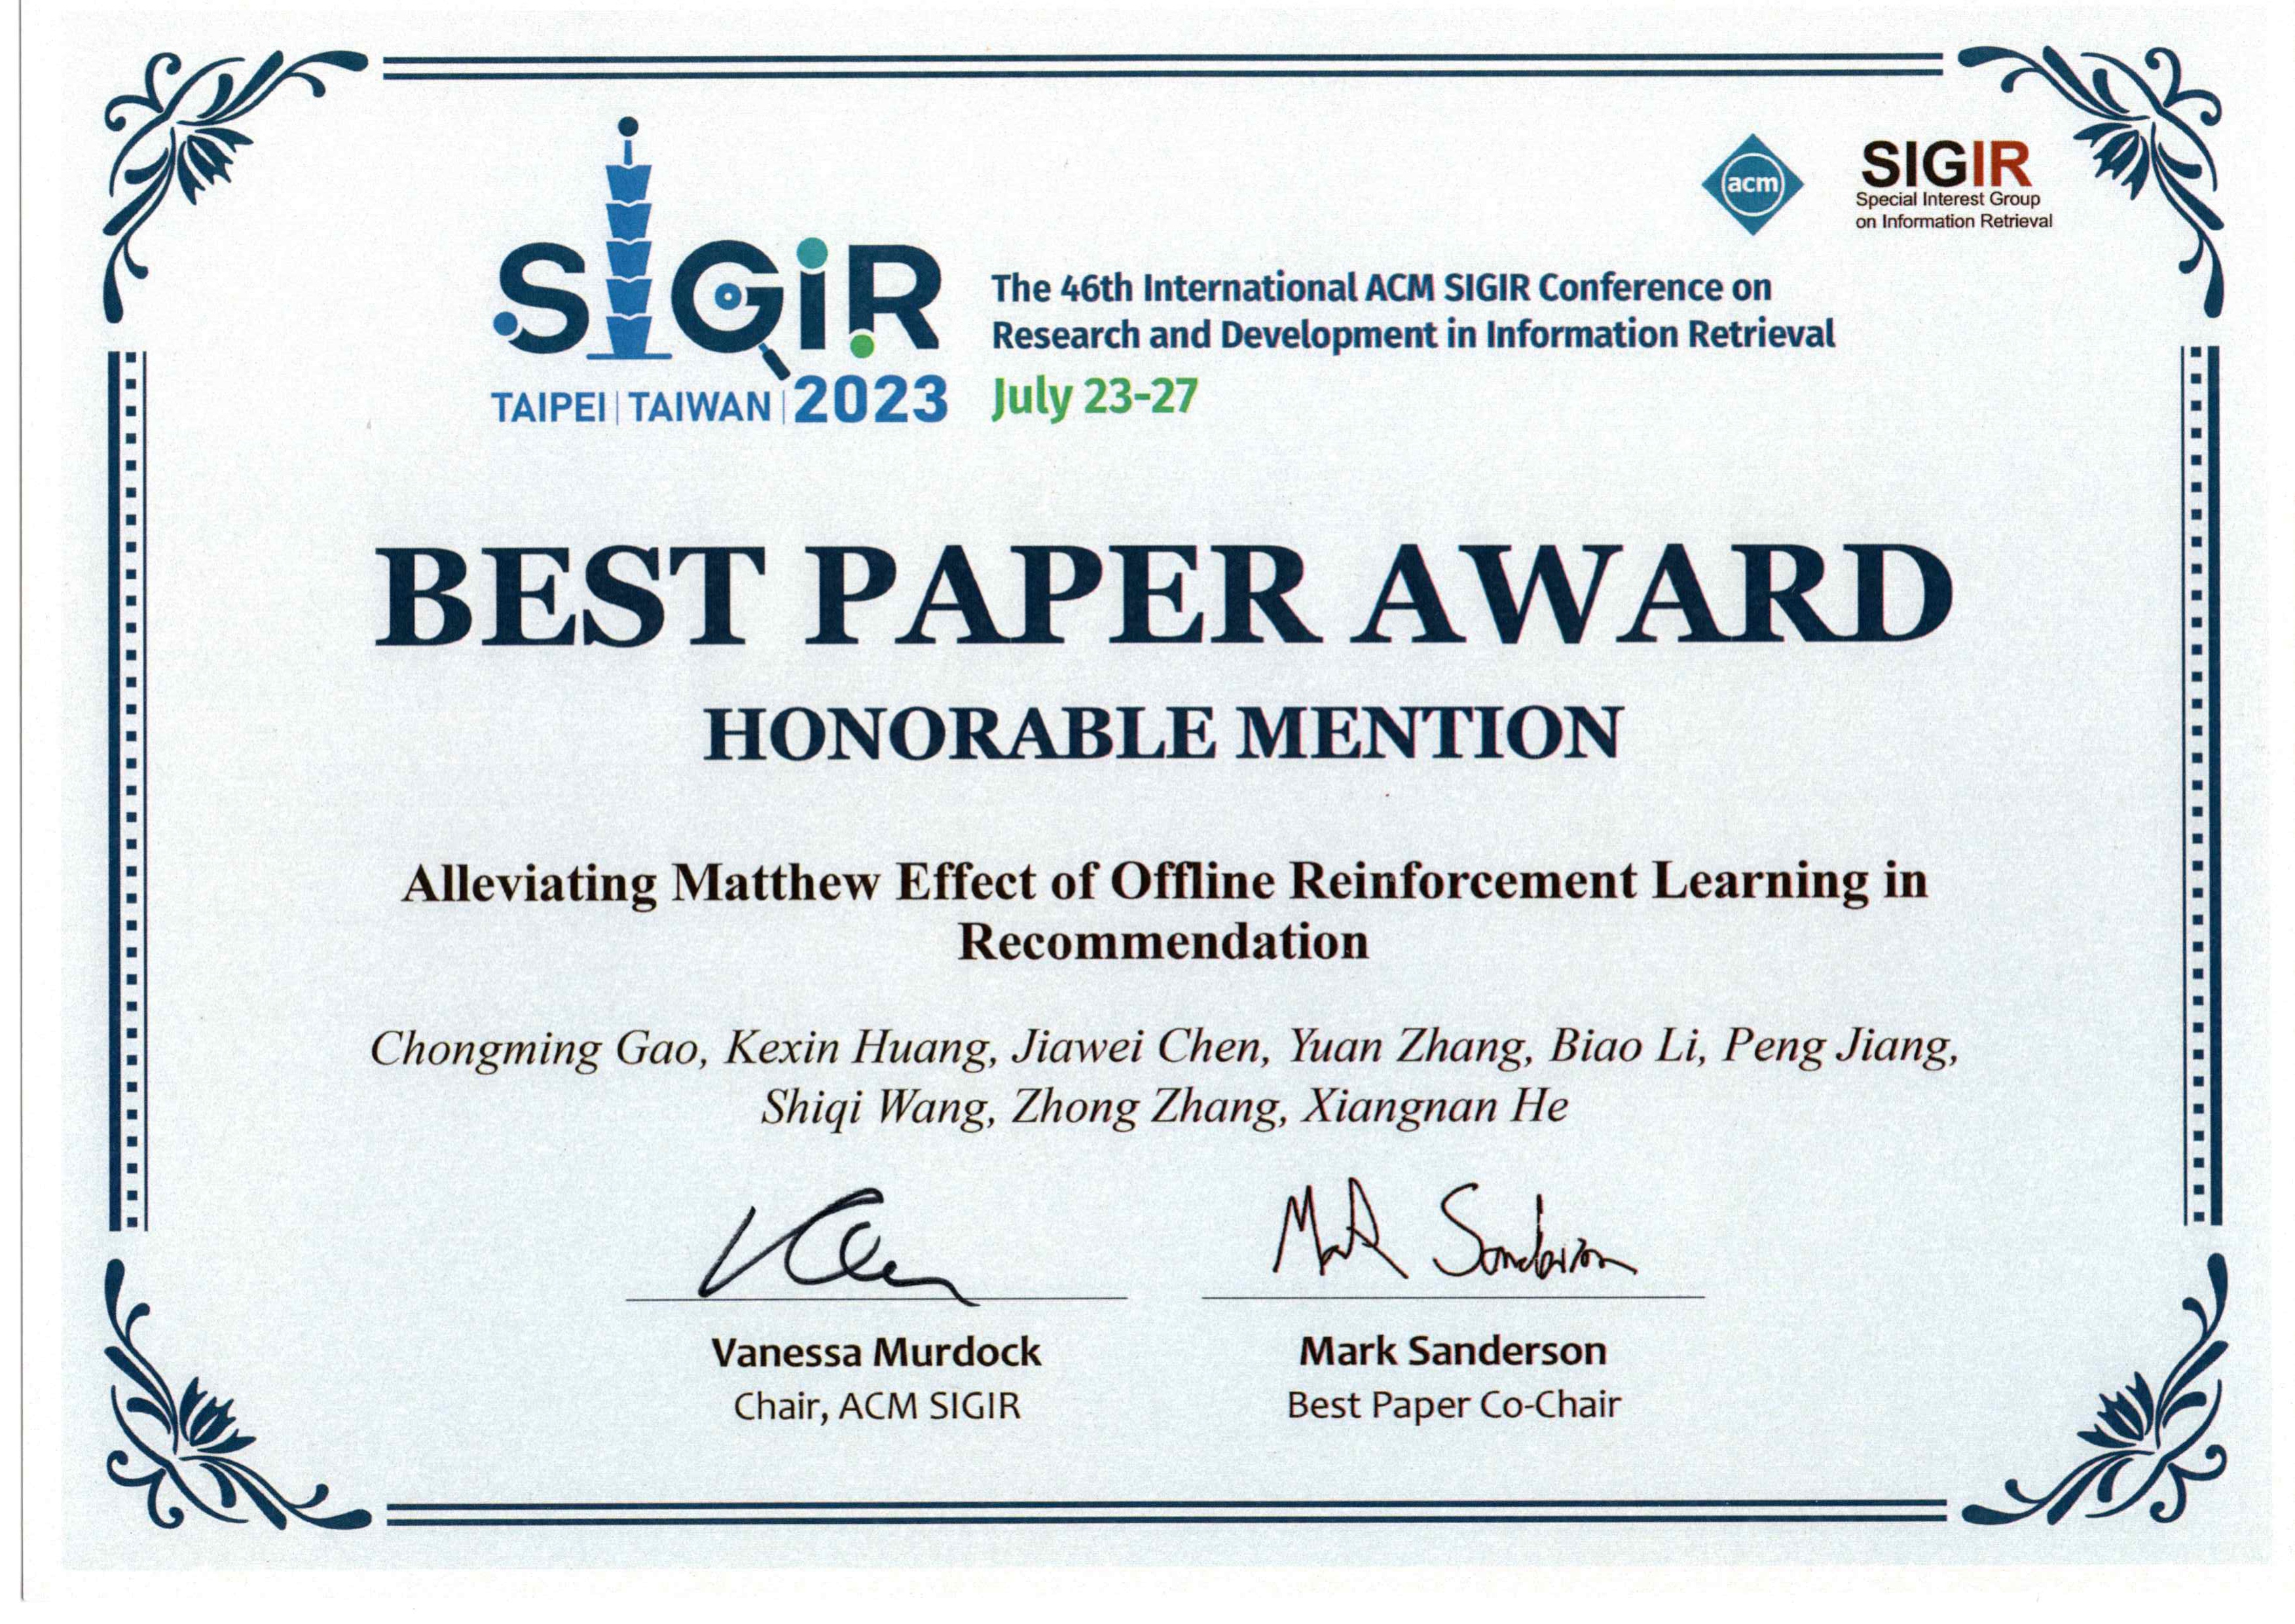 acm
SIGIR
Special Interest Group
on Information Retrieval
SIGIR
TAIPEI | TAIWAN | 2023
The 46th International ACM SIGIR Conference on
Research and Development in Information Retrieval
July 23-27
BEST PAPER AWARD
HONORABLE MENTION
Alleviating Matthew Effect of Offline Reinforcement Learning in
Recommendation
Chongming Gao, Kexin Huang, Jiawei Chen, Yuan Zhang, Biao Li, Peng Jiang,
Shiqi Wang, Zhong Zhang, Xiangnan He
Mark Sanderson
Vanessa Murdock
Chair, ACM SIGIR
Mark Sanderson
Best Paper Co-Chair